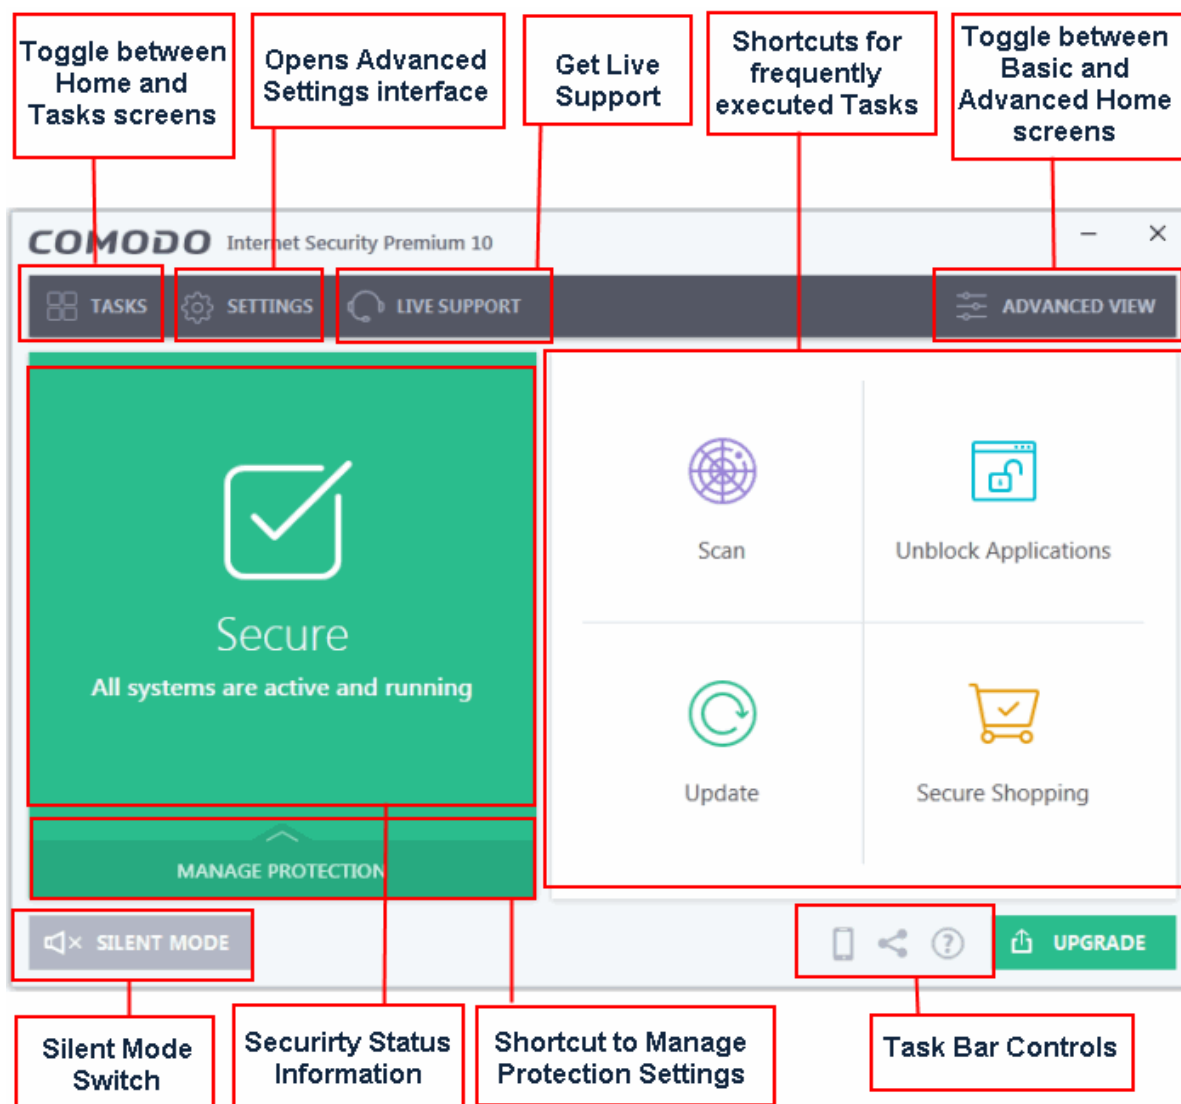 Toggle between
Home and
Tasks screens
Opens Advanced
Settings interface
Get Live
Support
Shortcuts for
frequently
executed Tasks
Toggle between
Basic and
Advanced Home
screens
COMODO Internet Security Premium 10
TASKS SETTINGS LIVE SUPPORT ADVANCED VIEW
Secure
All systems are active and running
MANAGE PROTECTION
Scan
Unblock Applications
Update
Secure Shopping
SILENT MODE
? UPGRADE
Silent Mode
Switch
Securirty Status
Information
Shortcut to Manage
Protection Settings
Task Bar Controls